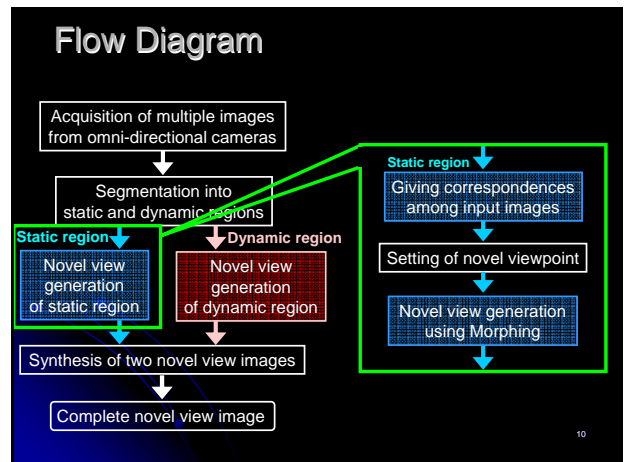 Flow Diagram
Acquisition of multiple images
from omni-directional cameras
Segmentation into
static and dynamic regions
Static region
Dynamic region
Novel view
generation
of static region
Novel view
generation
of dynamic region
Synthesis of two novel view images
Complete novel view image
Static region
Giving correspondences
among input images
Setting of novel viewpoint
Novel view generation
using Morphing
10